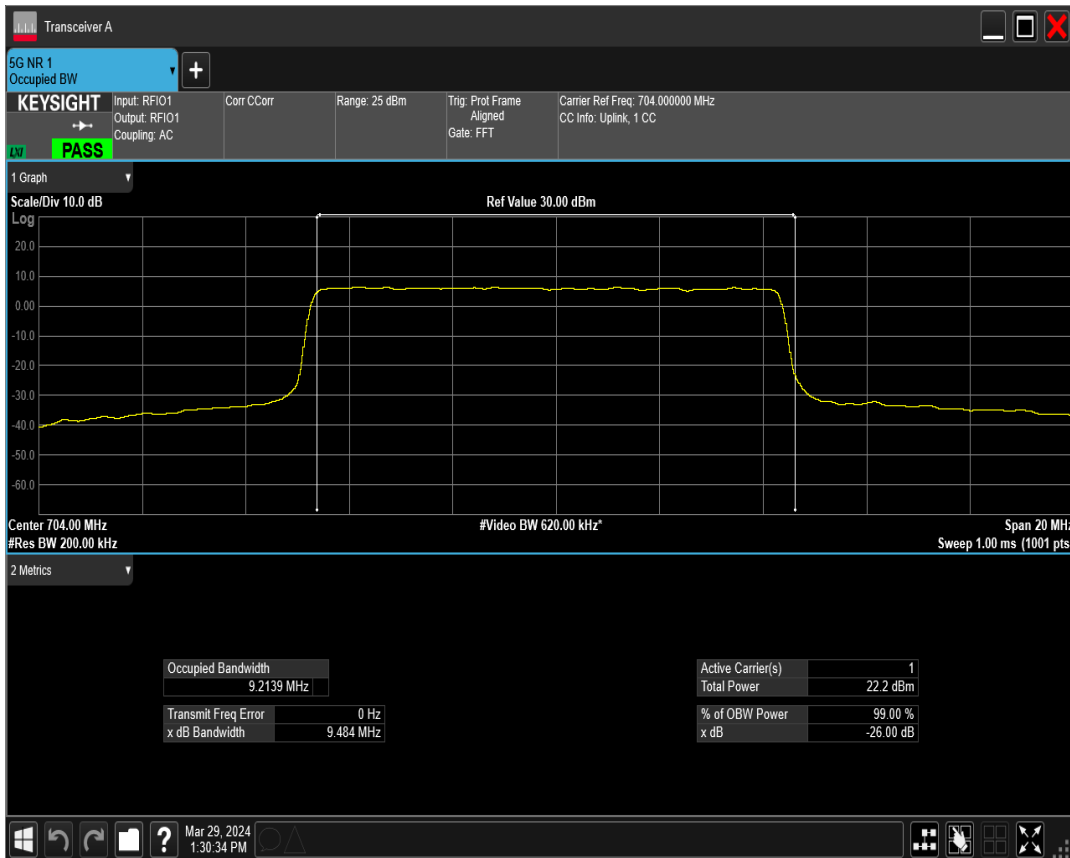 Transceiver A
5G NR 1
Occupied BW
+
KEYSIGHT
LXI
PASS
Input: RFIO1
Output: RFIO1
Coupling: AC
Corr CCorr
Range: 25 dBm
Trig: Prot Frame
Aligned
Gate: FFT
Carrier Ref Freq: 704.000000 MHz
CC Info: Uplink, 1 CC
1 Graph
Scale/Div 10.0 dB
Ref Value 30.00 dBm
Log
20.0
10.0
0.00
-10.0
-20.0
-30.0
-40.0
-50.0
-60.0
Center 704.00 MHz
#Video BW 620.00 kHz*
Span 20 MHz
#Res BW 200.00 kHz
Sweep 1.00 ms (1001 pts
2 Metrics
Occupied Bandwidth
9.2139 MHz
Transmit Freq Error 0 Hz
x dB Bandwidth 9.484 MHz
Active Carrier(s) 1
Total Power 22.2 dBm
% of OBW Power 99.00 %
x dB -26.00 dB
?
Mar 29, 2024
1:30:34 PM